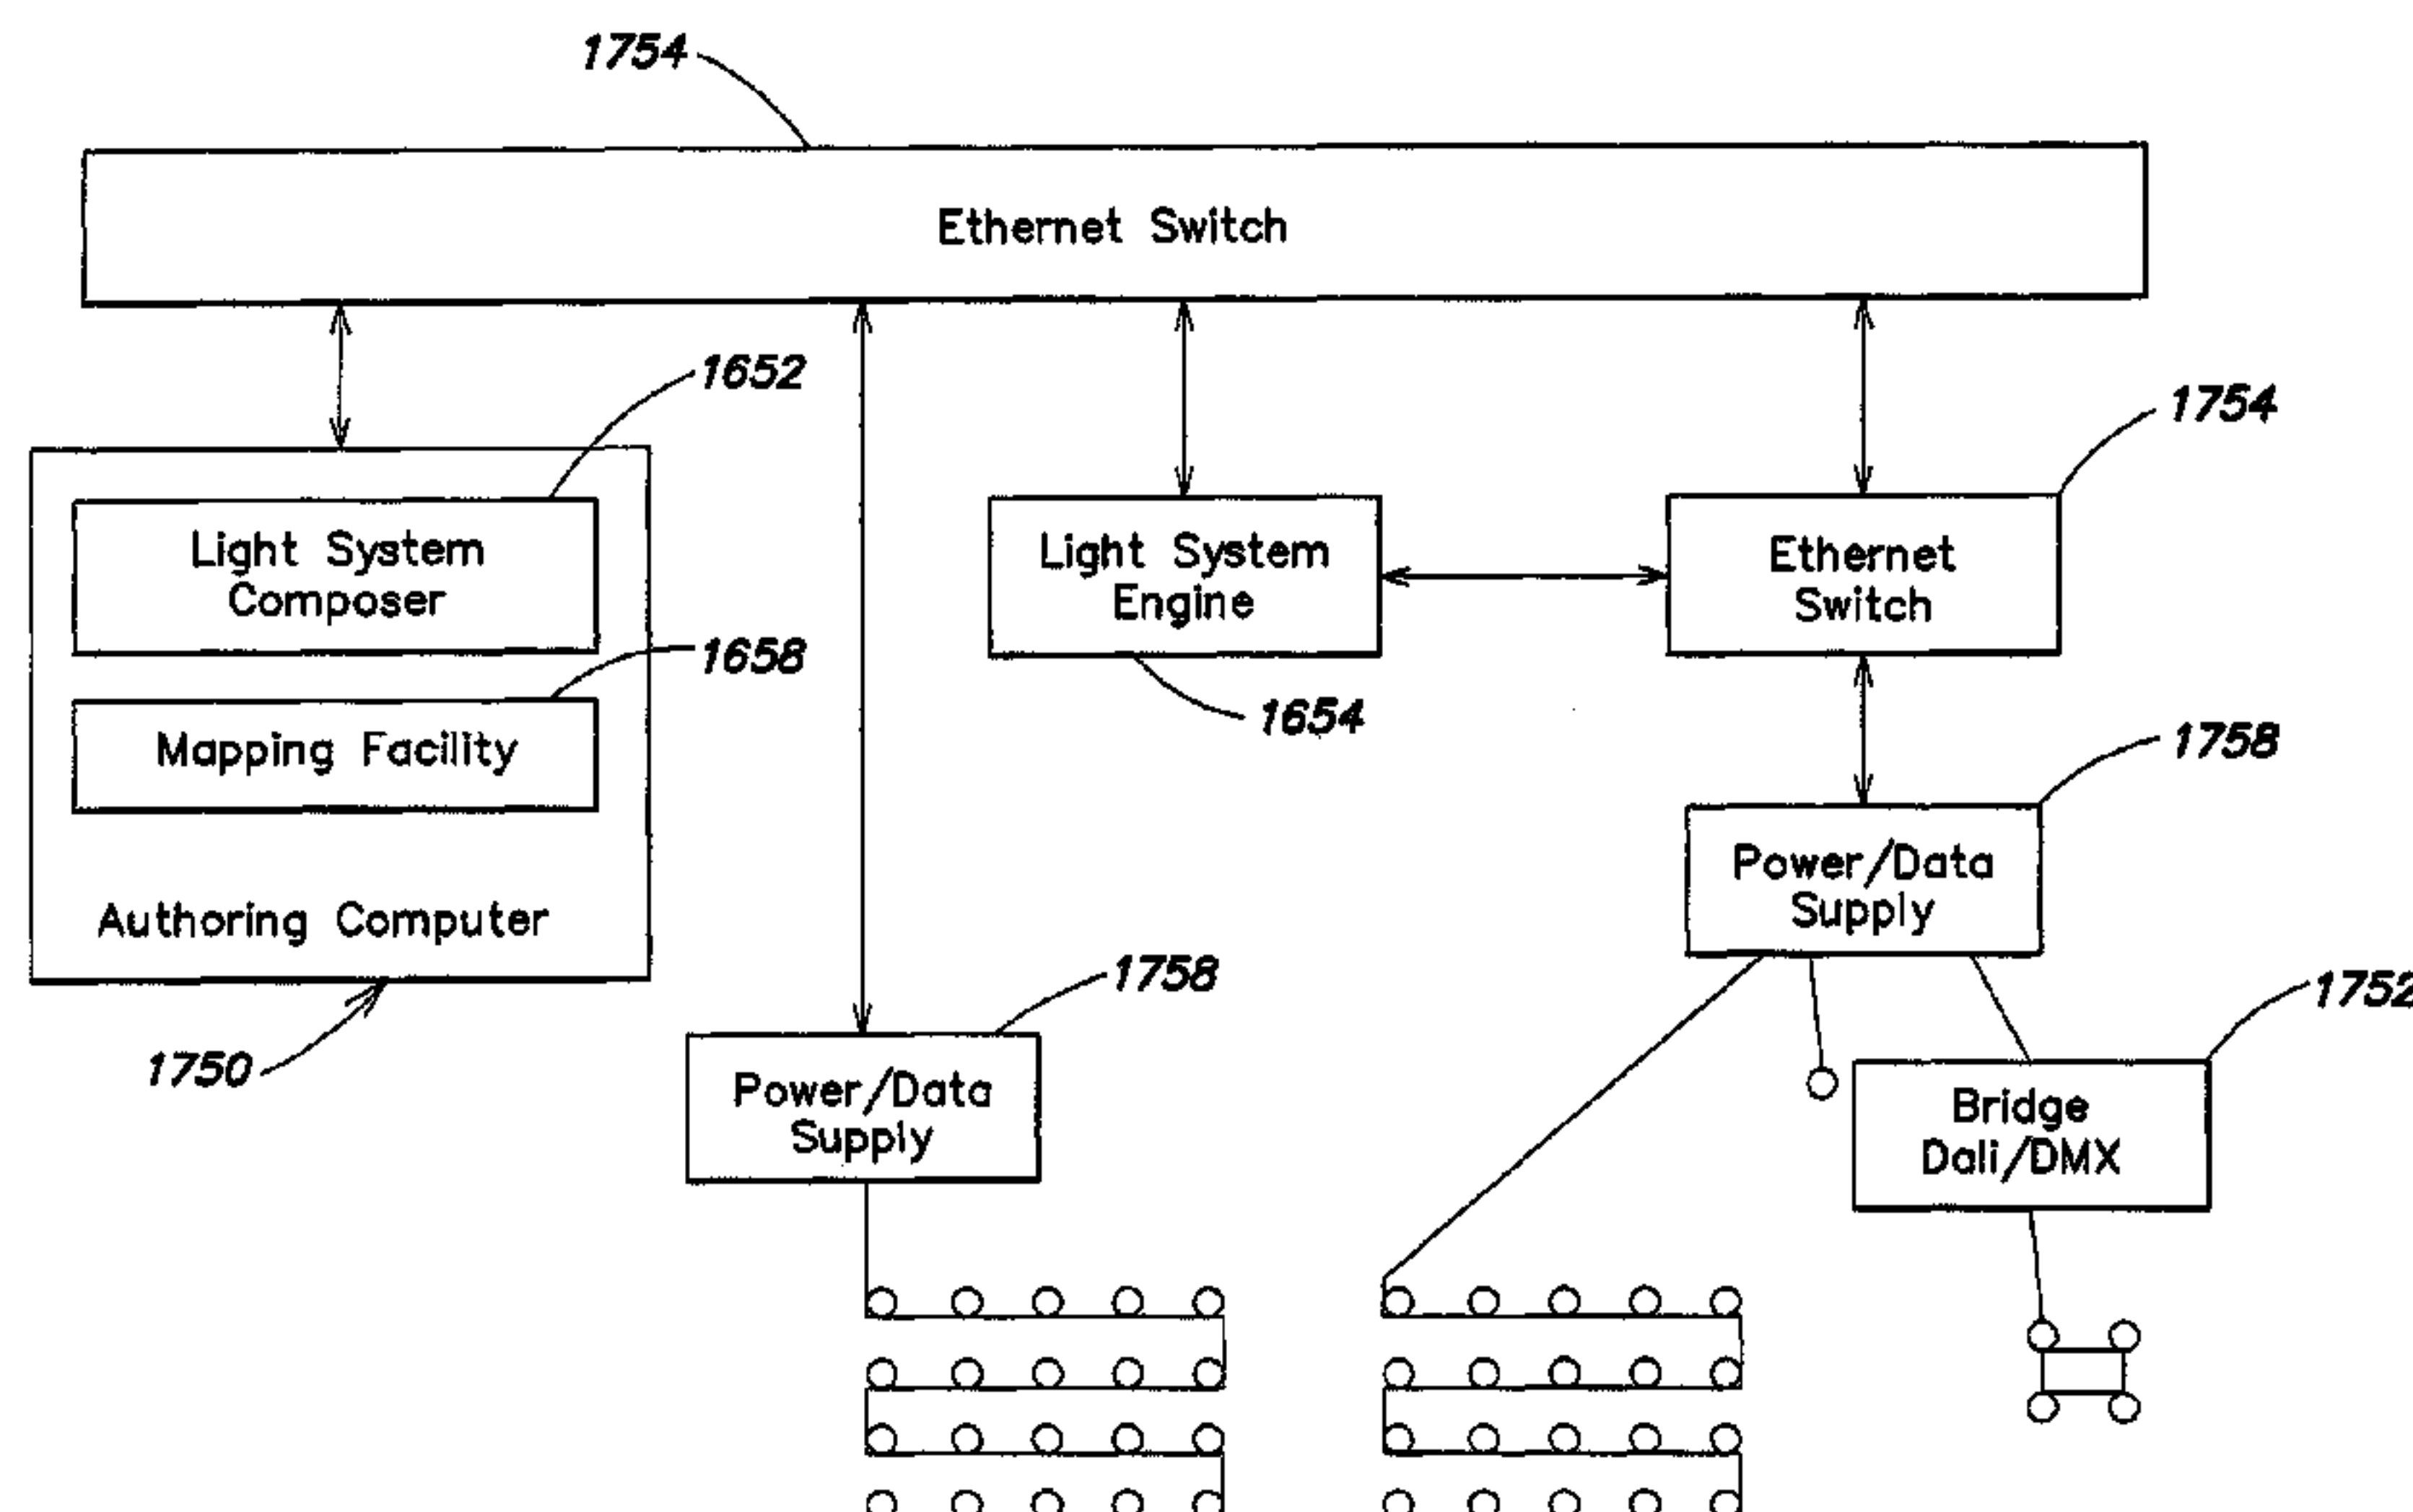 1754
Ethernet Switch
1652
1754
Light System
Composer
Light System
Engine
Ethernet
Switch
1658
1654
Mapping Facility
1758
Power/Data
Supply
Authoring Computer
1758
1752
1750
Power/Data
Supply
Bridge
Dali/DMX